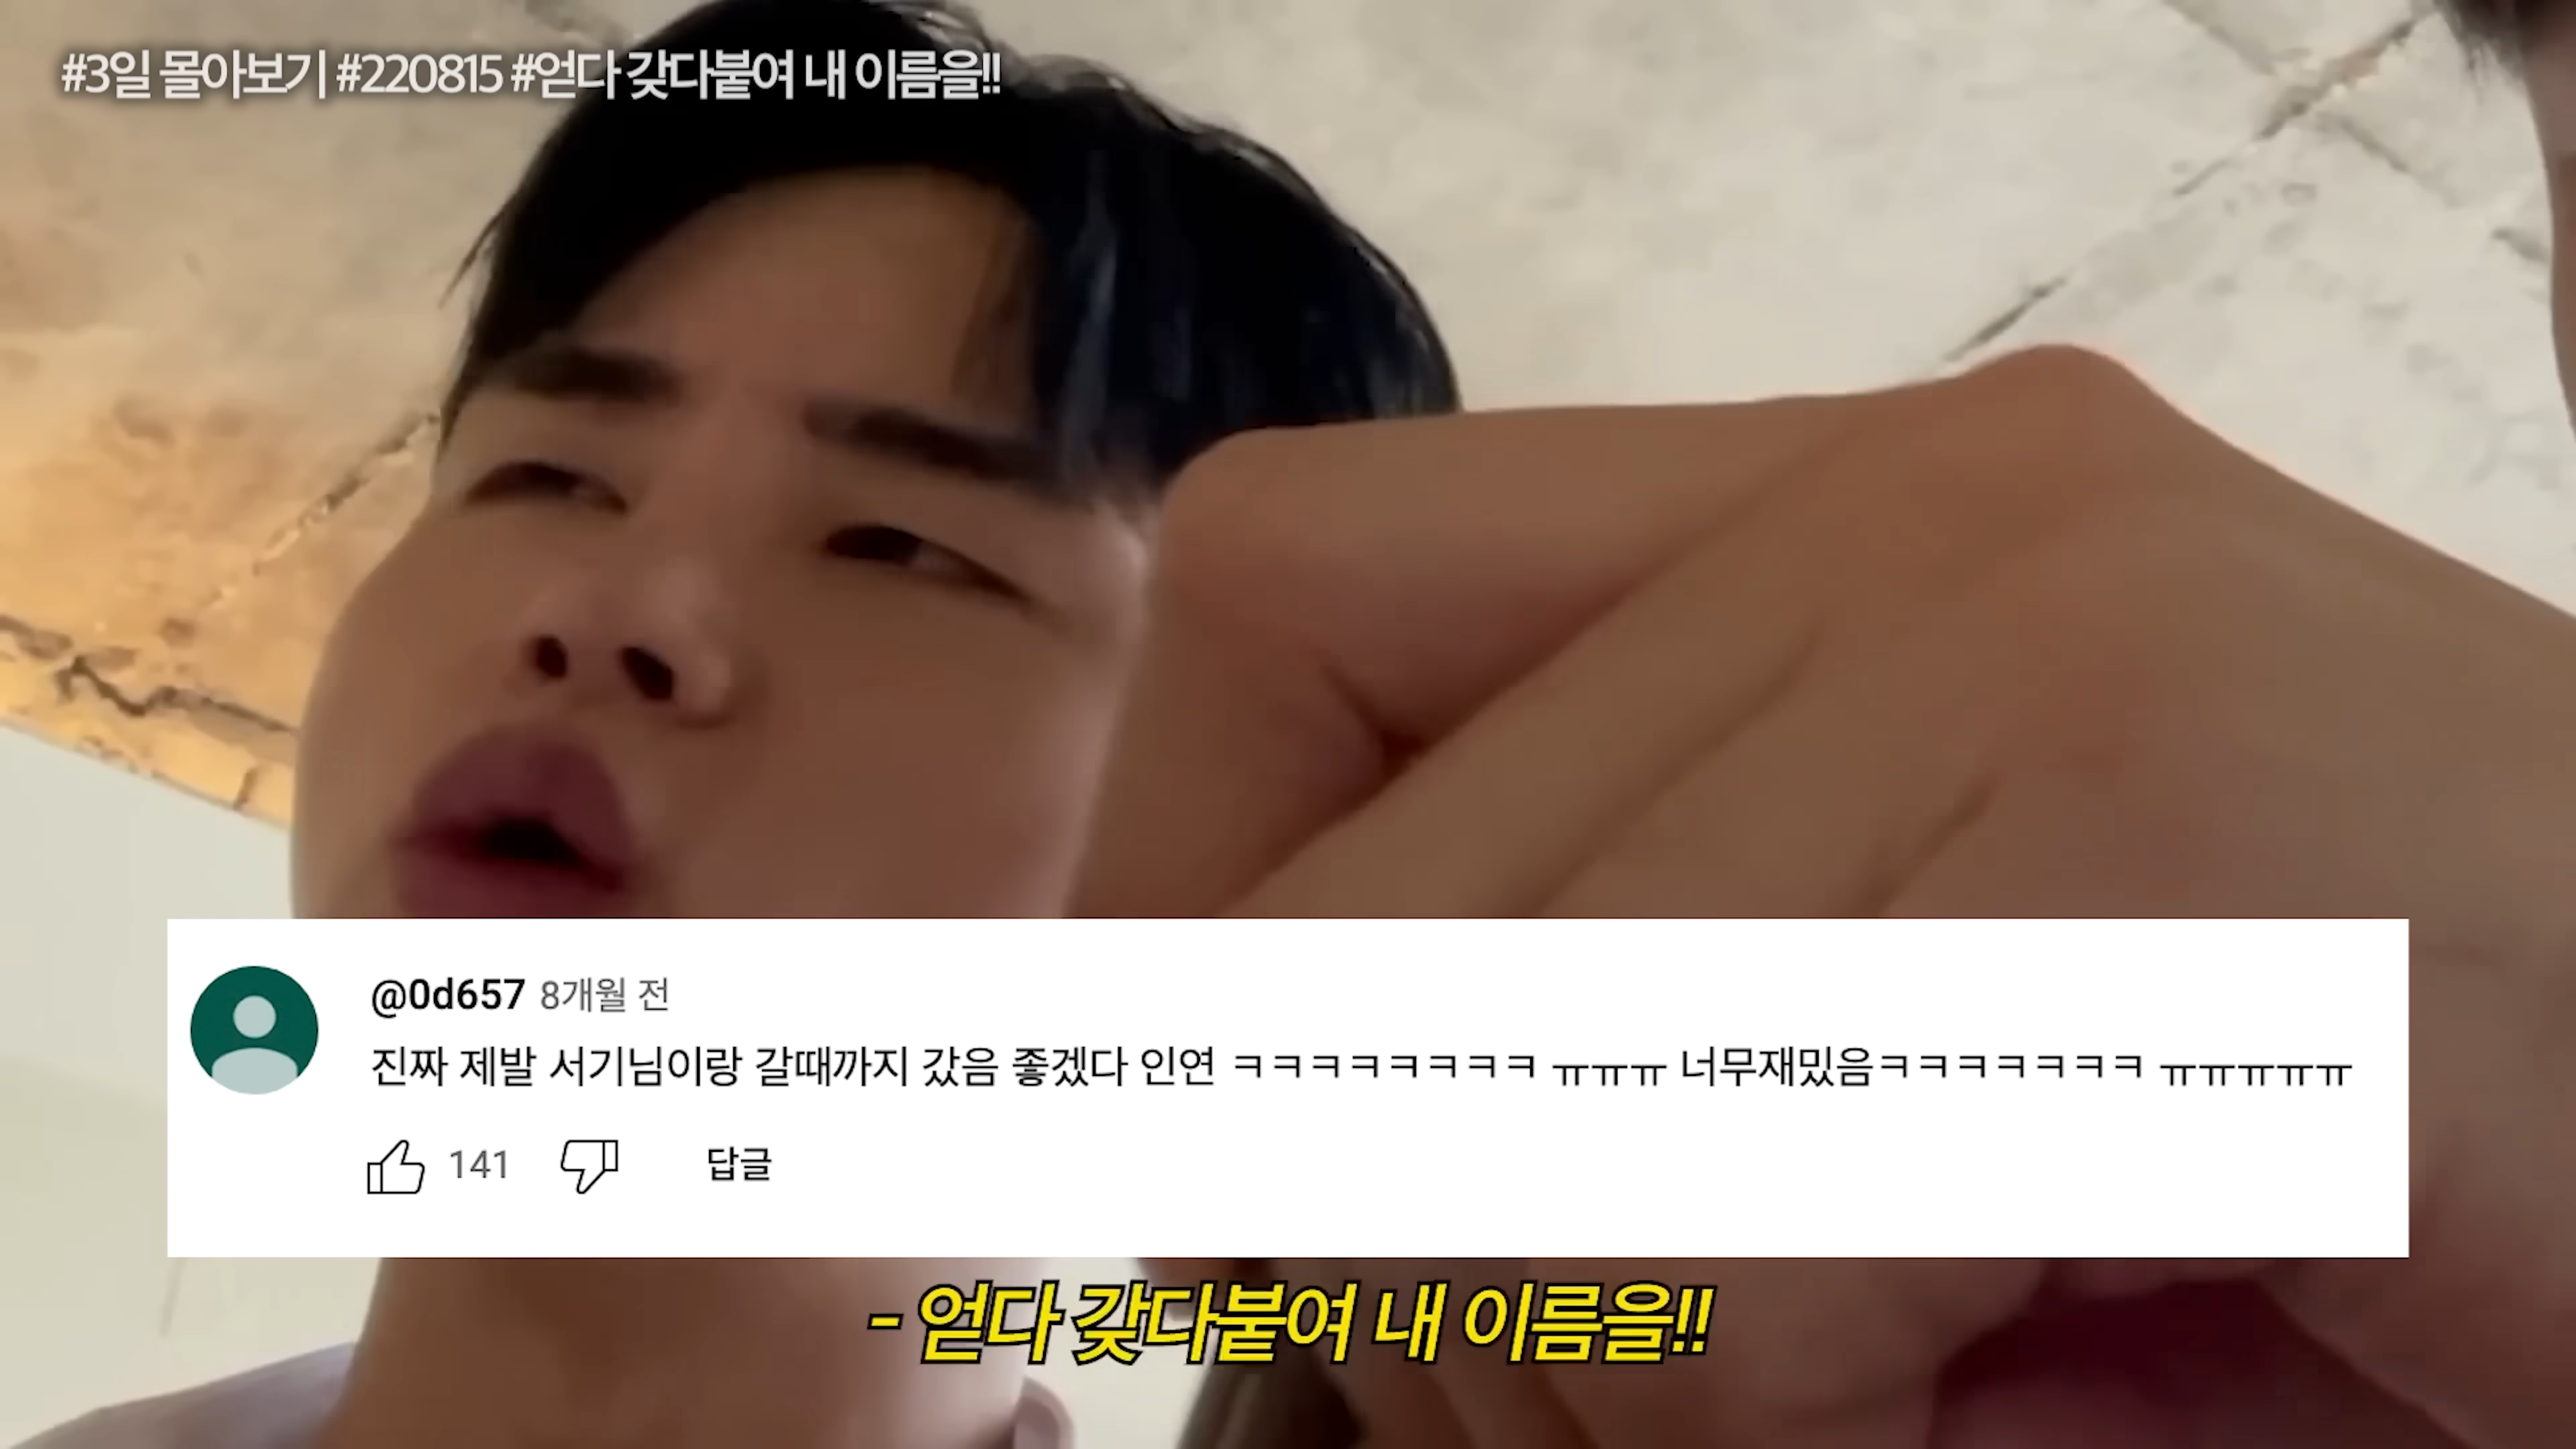 #3일 몰아보기 #220815 #얻다 갖다붙여 내 이름을!!
@0d657 8개월 전
진짜 제발 서기님이랑 갈때까지 갔음 좋겠다 인연 ㅋㅋㅋㅋㅋㅋㅋㅋ ㅠㅠㅠ 너무재밌음ㅋㅋㅋㅋㅋㅋㅋ ㅠㅠㅠㅠㅠ
141 답글
- 얻다 갖다붙여 내 이름을!!